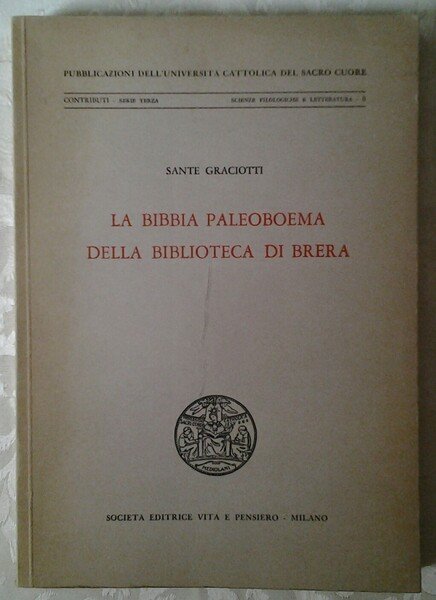 PUBBLICAZIONI DELL'UNIVERSITÀ CATTOLICA DEL SACRO CUORE
CONTRIBUTI - SERIE TERZA SCIENZE FILOLOGICHE E LETTERATURA - 8
SANTE GRACIOTTI
LA BIBBIA PALEOBOEMA
DELLA BIBLIOTECA DI BRERA
MEDIOLANI
SOCIETÀ EDITRICE VITA E PENSIERO - MILANO